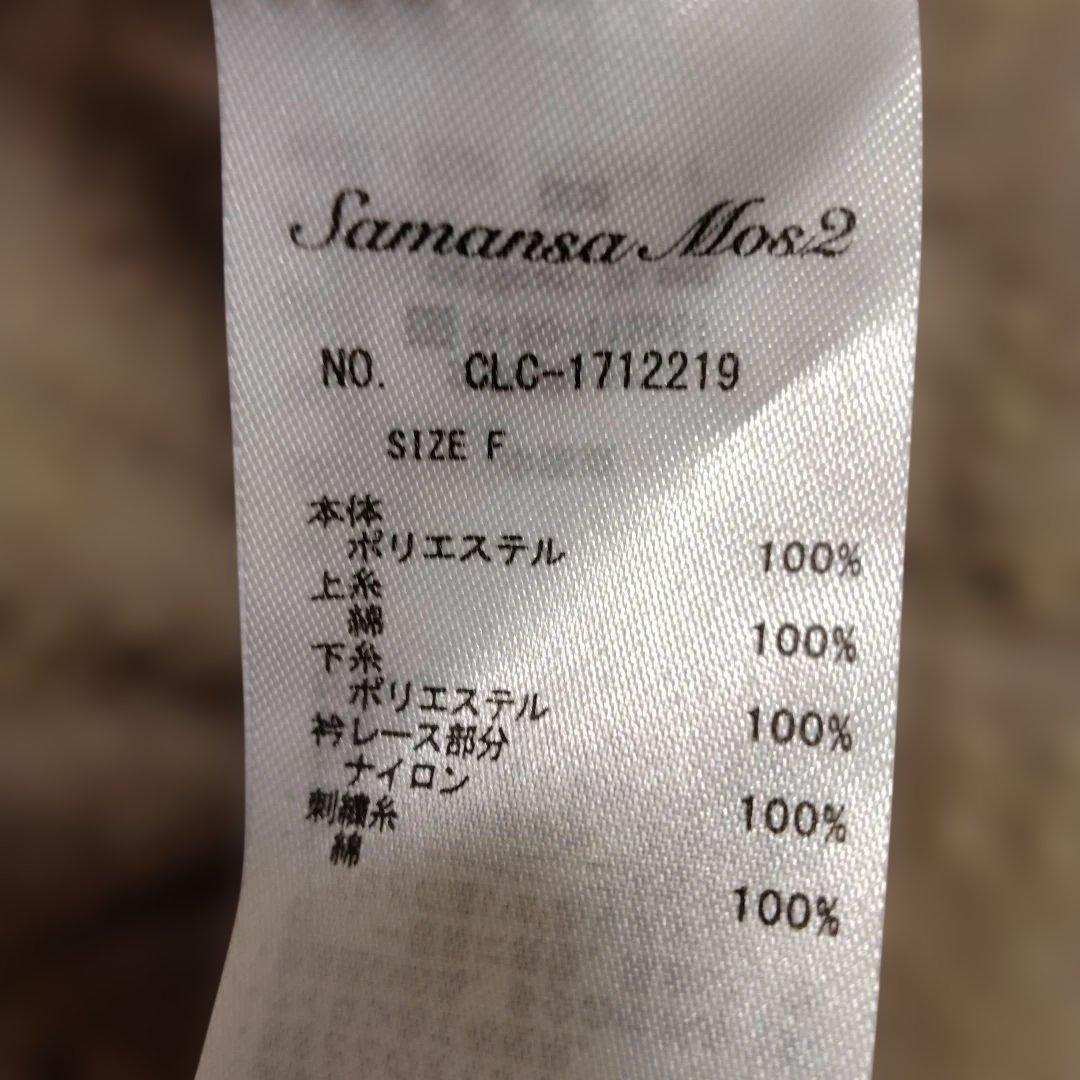 Samansa Mos2
NO. CLC-1712219
SIZE F
本体
ポリエステル 100%
上糸
綿 100%
下糸
ポリエステル 100%
衿レース部分
ナイロン 100%
刺繍糸
綿 100%